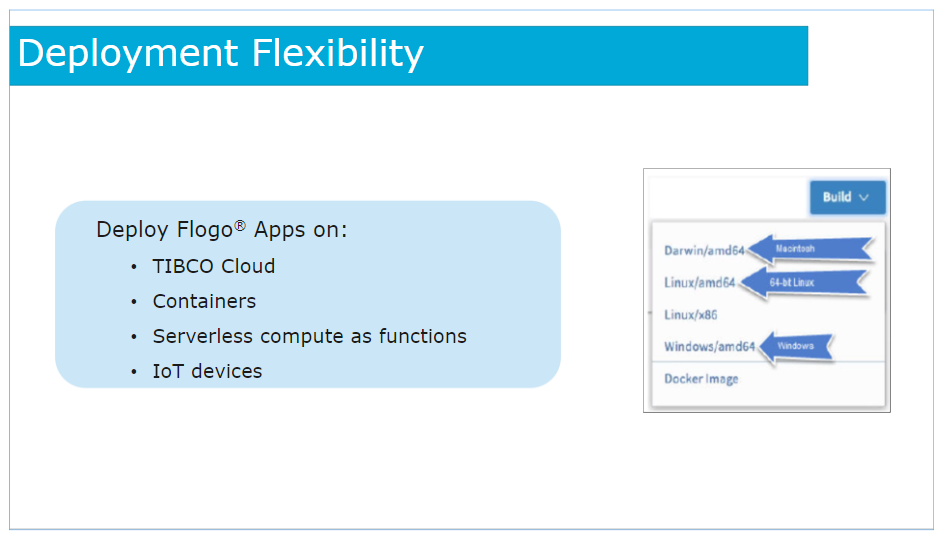 Deployment Flexibility
Deploy Flogo® Apps on:
• TIBCO Cloud
• Containers
• Serverless compute as functions
• IoT devices
Build
Darwin/amd64 Macintosh
Linux/amd64 64-bt Linux
Linux/x86
Windows/amd64 Windows
Docker Image